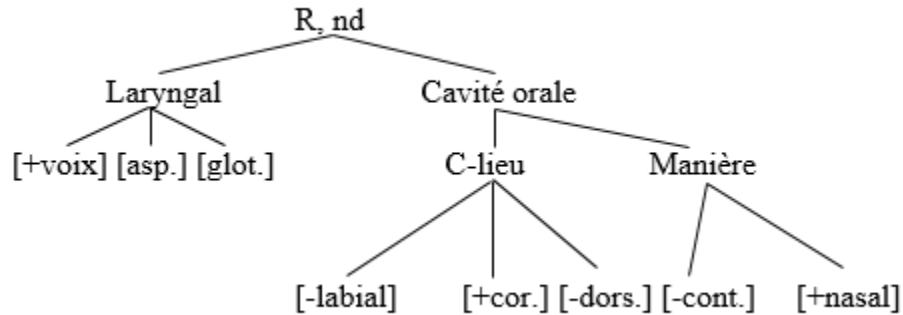 R, nd
Laryngal Cavité orale
[+voix] [asp.] [glot.] C-lieu Manière
[-labial] [+cor.] [-dors.] [-cont.] [+nasal]